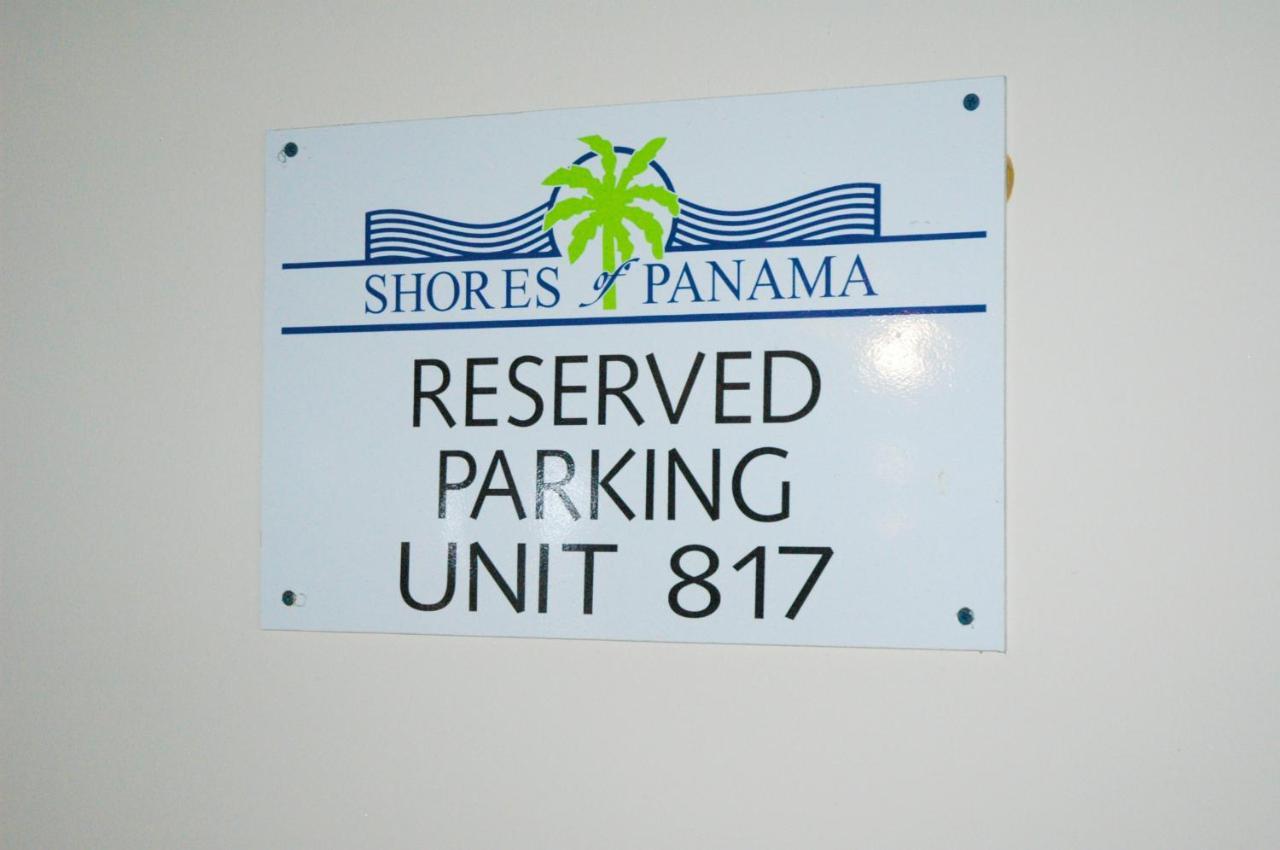 SHORES of PANAMA
RESERVED
PARKING
UNIT 817